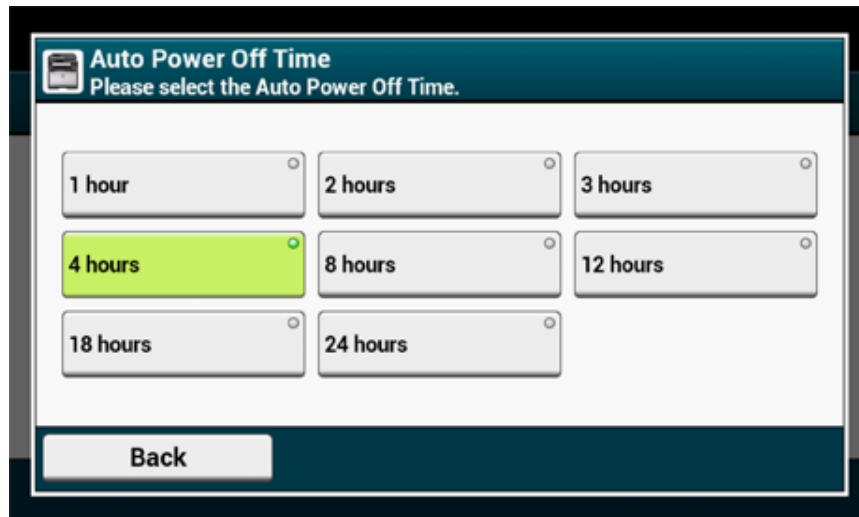 Auto Power Off Time
Please select the Auto Power Off Time.
1 hour
2 hours
3 hours
4 hours
8 hours
12 hours
18 hours
24 hours
Back